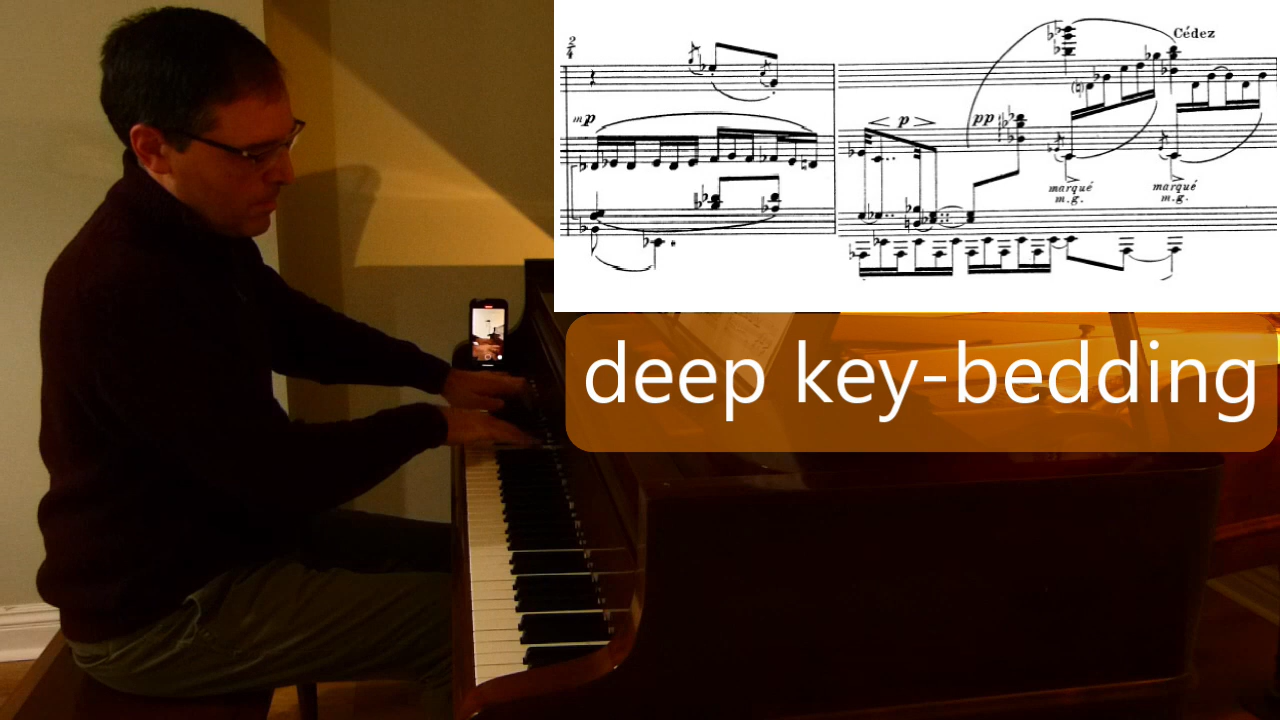 2/4
Cédez
mp
p
pp
marqué
m.g.
marqué
m.g.
deep key-bedding